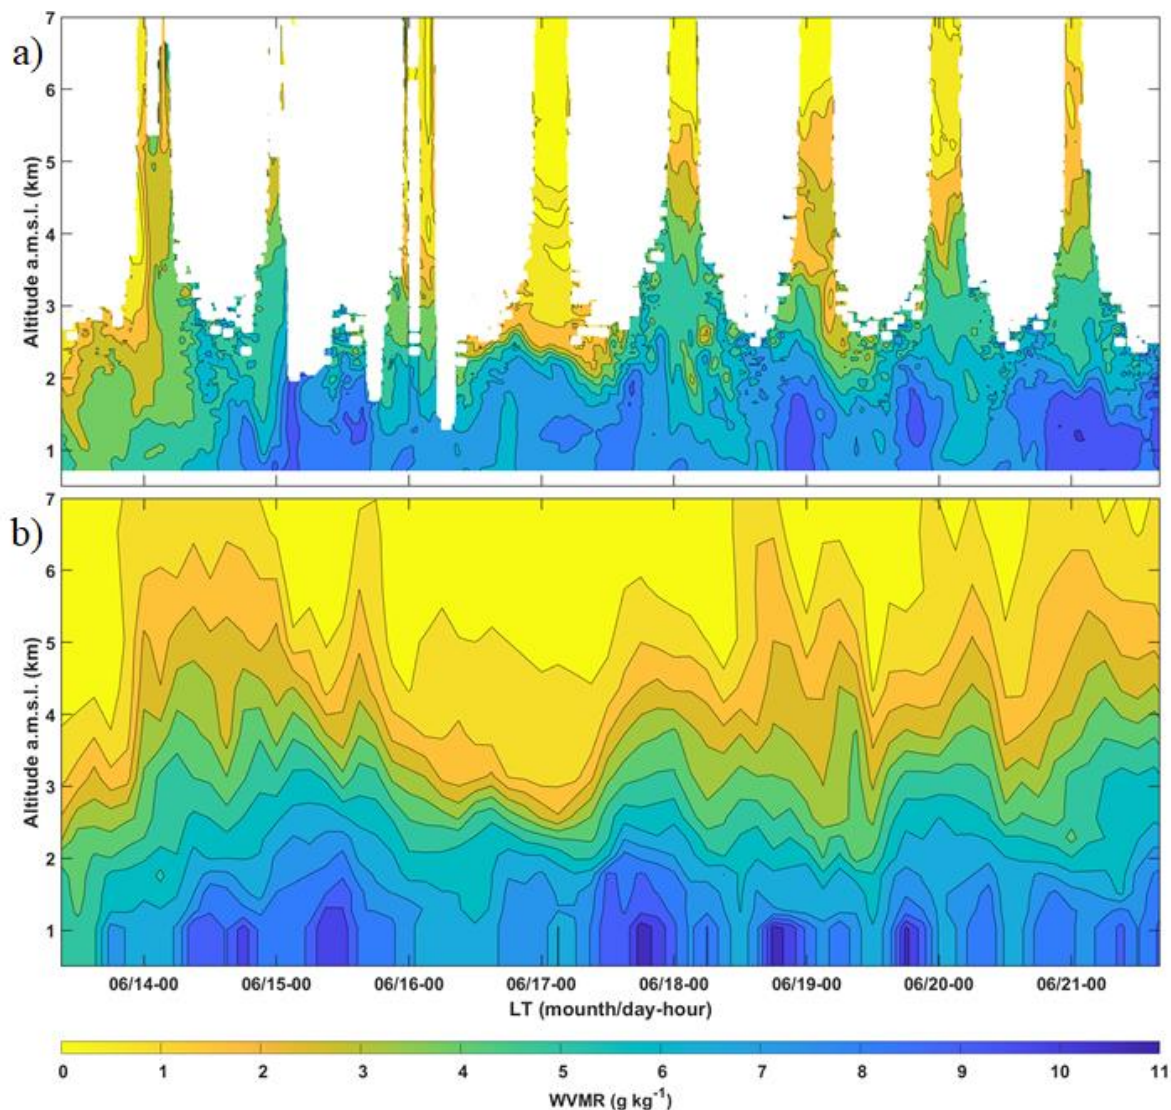 a)
7
6
5
4
3
2
1
Altitude a.m.s.l. (km)
b)
7
6
5
4
3
2
1
Altitude a.m.s.l. (km)
06/14-00 06/15-00 06/16-00 06/17-00 06/18-00 06/19-00 06/20-00 06/21-00
LT (mounth/day-hour)
0 1 2 3 4 5 6 7 8 9 10 11
WVMR (g kg⁻¹)